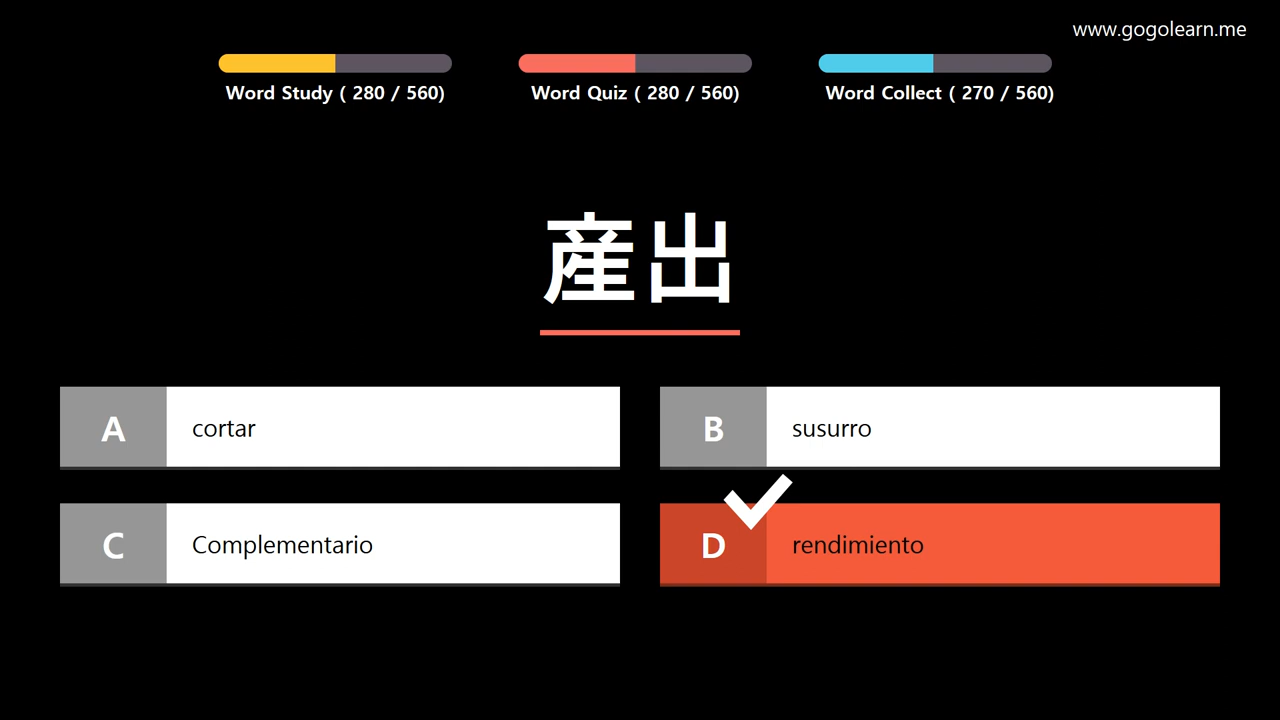 www.gogolearn.me
Word Study ( 280 / 560)
Word Quiz ( 280 / 560)
Word Collect ( 270 / 560)
産出
A cortar
B susurro
C Complementario
D rendimiento